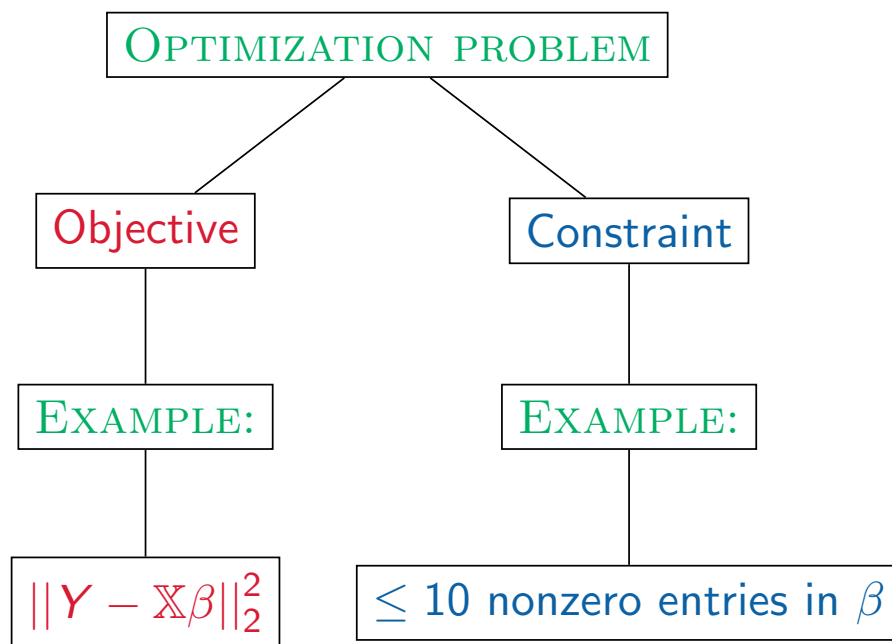 OPTIMIZATION PROBLEM
Objective
Constraint
EXAMPLE:
EXAMPLE:
||Y − 𝕏β||₂²
≤ 10 nonzero entries in β